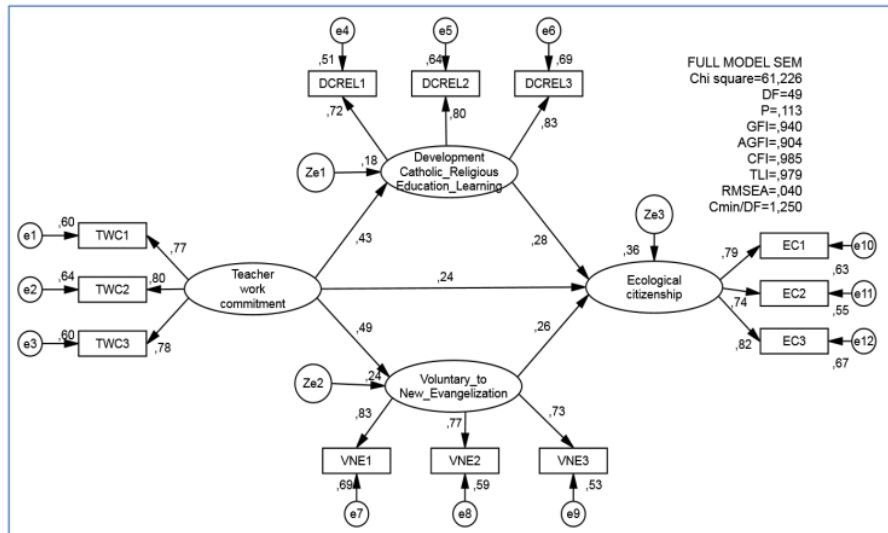 e4
e5
e6
,51
,64
,69
DCREL1
DCREL2
DCREL3
,72
,80
,83
FULL MODEL SEM
Chi square=61,226
DF=49
P=,113
GFI=,940
AGFI=,904
CFI=,985
TLI=,979
RMSEA=,040
Cmin/DF=1,250
Ze1
,18
Development
Catholic_Religious
Education_Learning
Ze3
,36
e1
,60
TWC1
,77
e2
,64
TWC2
,80
e3
,60
TWC3
,78
Teacher
work
commitment
,43
,28
,24
,49
,26
Ecological
citizenship
,79
EC1
e10
,63
,74
EC2
e11
,55
,82
EC3
e12
,67
Ze2
,24
Voluntary_to
New_Evangelization
,83
,77
,73
VNE1
VNE2
VNE3
,69
,59
,53
e7
e8
e9